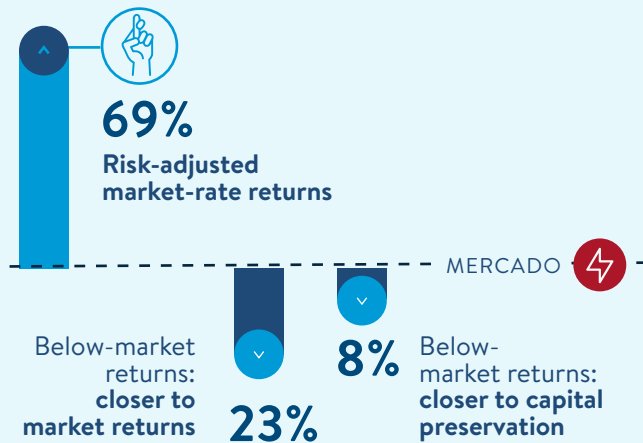 69%
Risk-adjusted
market-rate returns
MERCADO
Below-market
returns:
closer to
market returns
23%
8%
Below-
market returns:
closer to capital
preservation